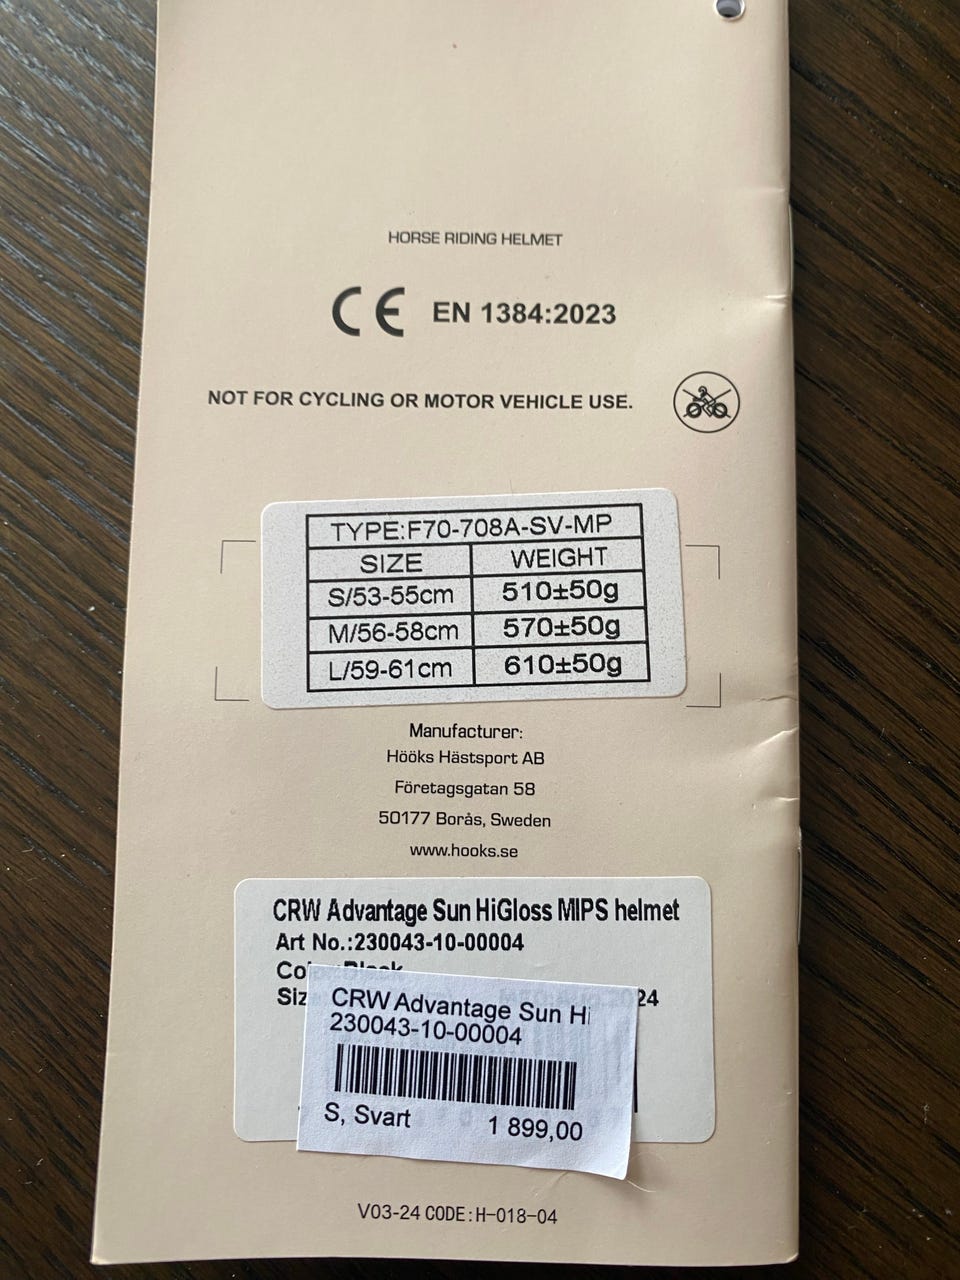 HORSE RIDING HELMET
CE EN 1384:2023
NOT FOR CYCLING OR MOTOR VEHICLE USE.
TYPE:F70-708A-SV-MP
SIZE WEIGHT
S/53-55cm 510±50g
M/56-58cm 570±50g
L/59-61cm 610±50g
Manufacturer:
Hööks Hästsport AB
Företagsgatan 58
50177 Borås, Sweden
www.hooks.se
CRW Advantage Sun HiGloss MIPS helmet
Art No.:230043-10-00004
Black
24
CRW Advantage Sun Hi
230043-10-00004
S, Svart 1 899,00
V03-24 CODE:H-018-04